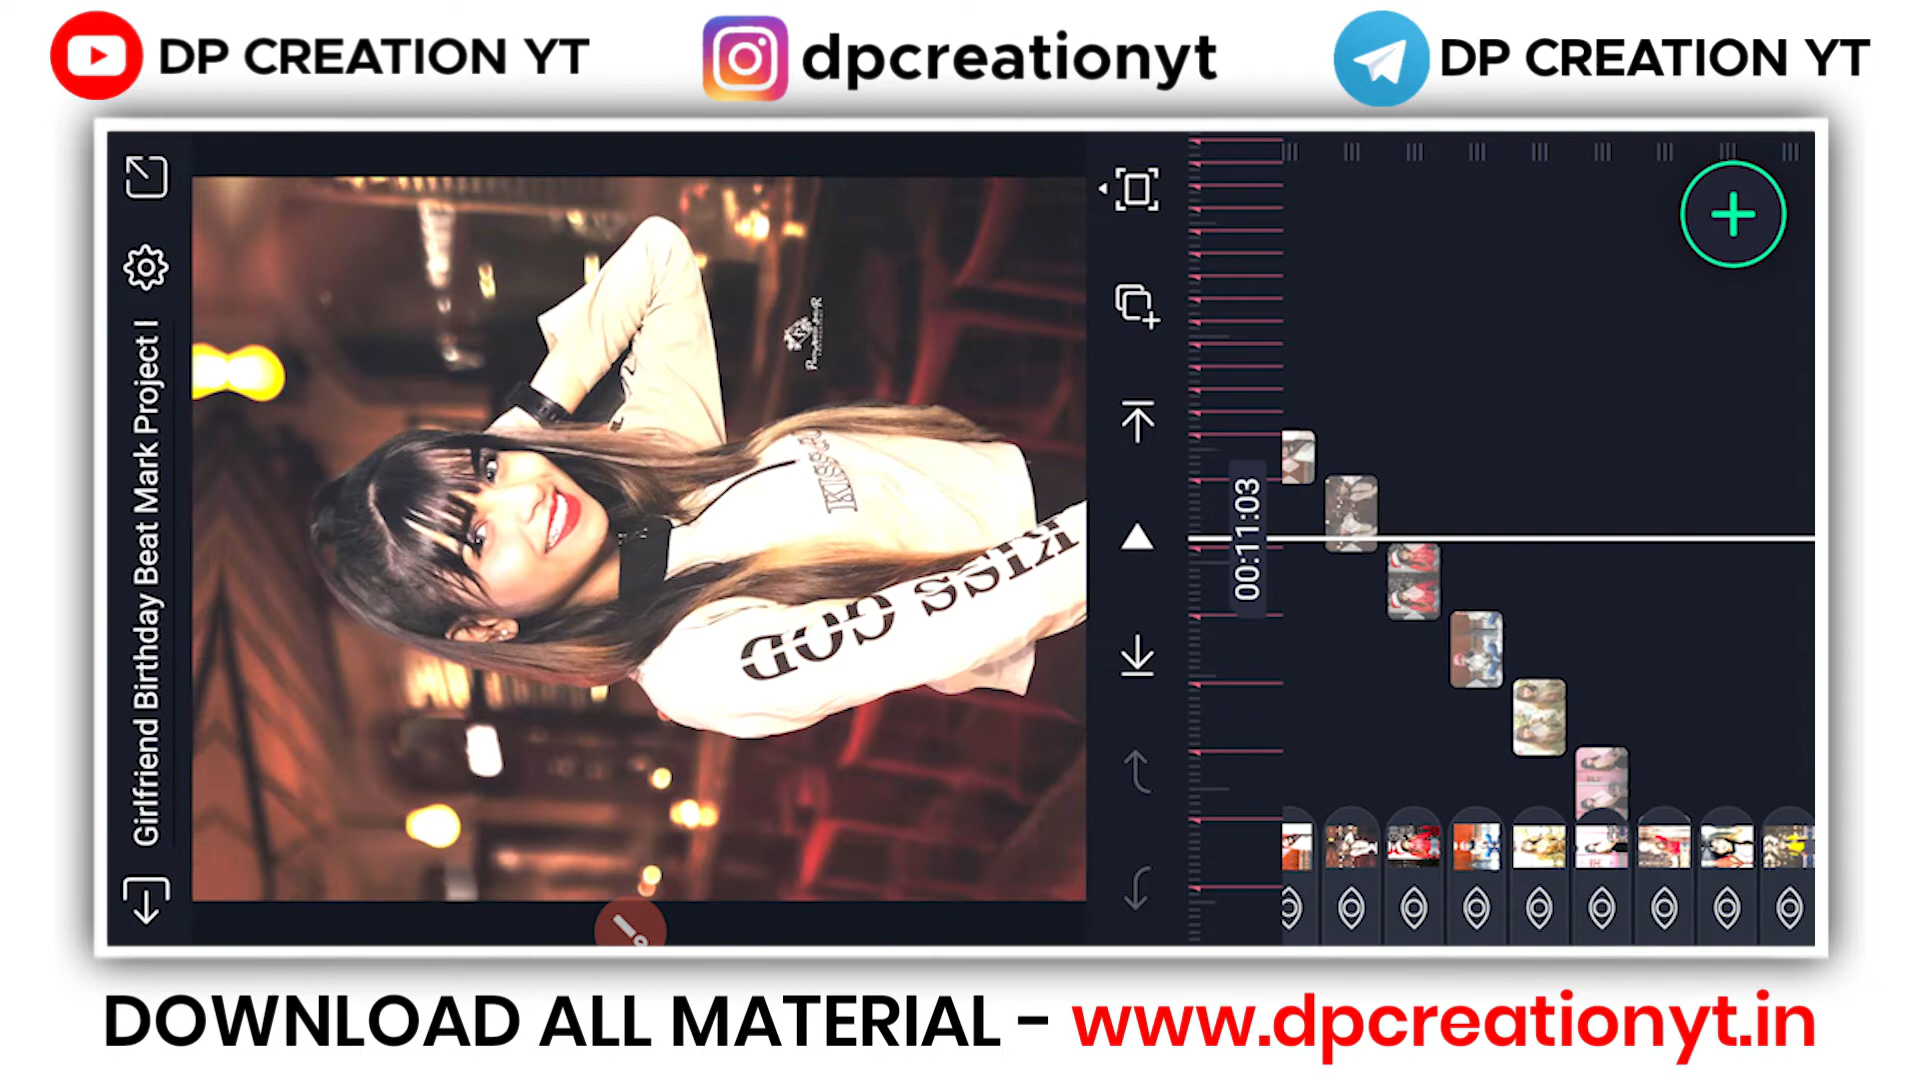 DP CREATION YT
dpcreationyt
DP CREATION YT
Girlfriend Birthday Beat Mark Project
00:11:03
KISS GOD
DOWNLOAD ALL MATERIAL - www.dpcreationyt.in